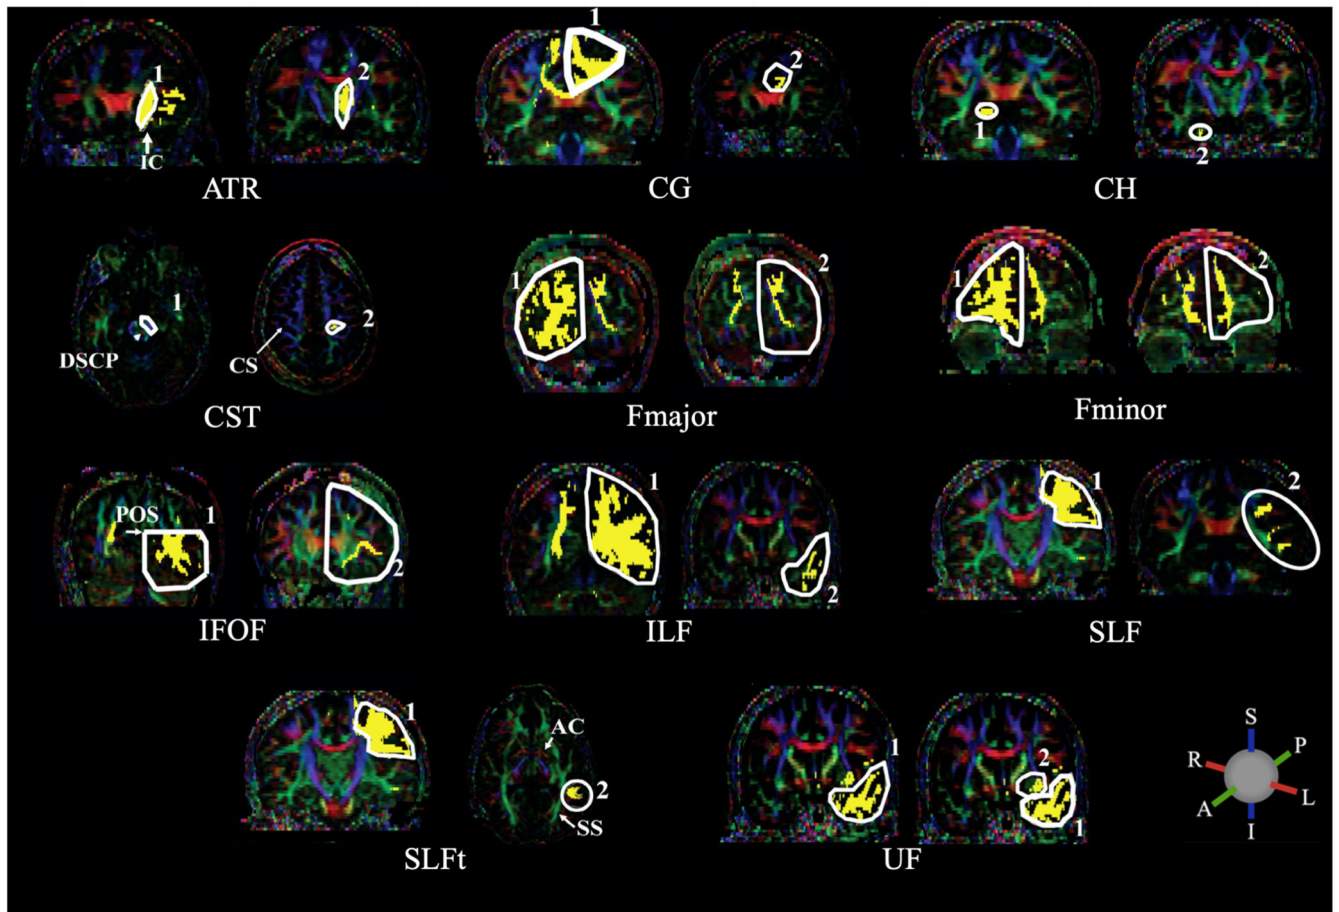 1 2 1 2 1 2
IC
ATR CG CH
1 2 1 2 1 2
DSCP CS
CST Fmajor Fminor
POS 1 2 1 2 1 2
IFOF ILF SLF
1 AC 2 SS 1 2 1
SLFt UF
S
R P
A L
I